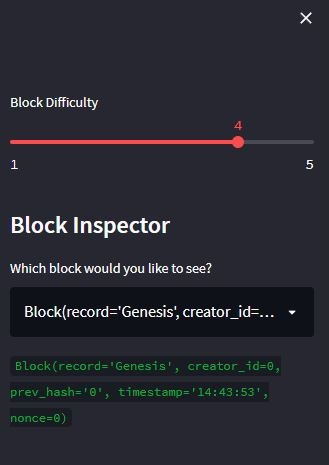 Block Difficulty
4
1 5
Block Inspector
Which block would you like to see?
Block(record='Genesis', creator_id=...
Block(record='Genesis', creator_id=0,
prev_hash='0', timestamp='14:43:53',
nonce=0)